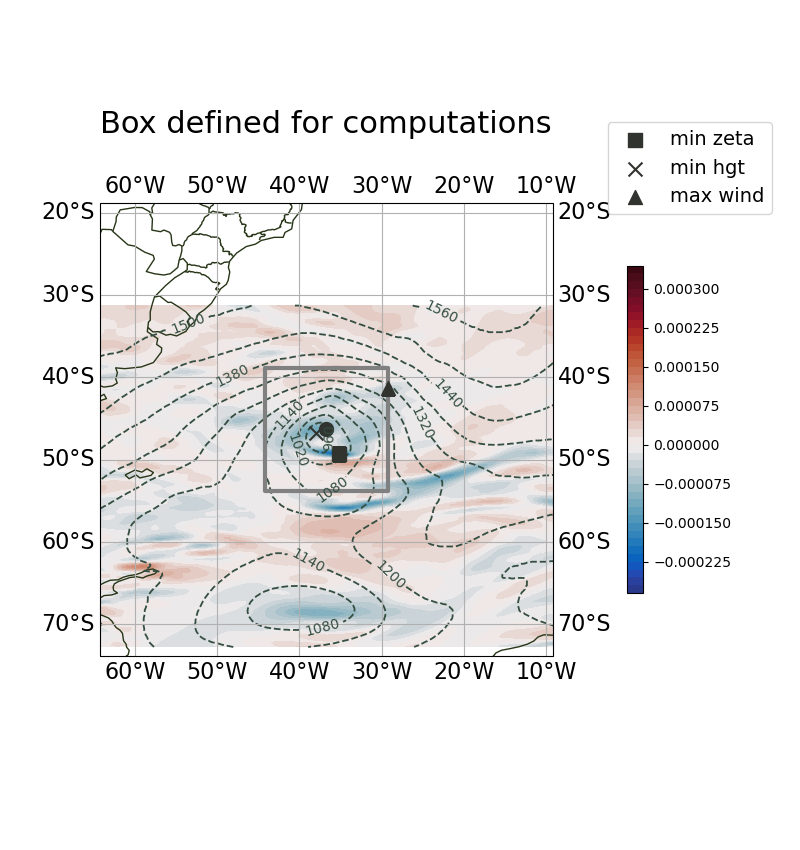 Box defined for computations
min zeta
min hgt
max wind
60°W 50°W 40°W 30°W 20°W 10°W
20°S 20°S
30°S 30°S
40°S 40°S
50°S 50°S
60°S 60°S
70°S 70°S
60°W 50°W 40°W 30°W 20°W 10°W
1560
1500
1380
1440
1140
1320
1020
1080
1140
1200
1080
0.000300
0.000225
0.000150
0.000075
0.000000
−0.000075
−0.000150
−0.000225